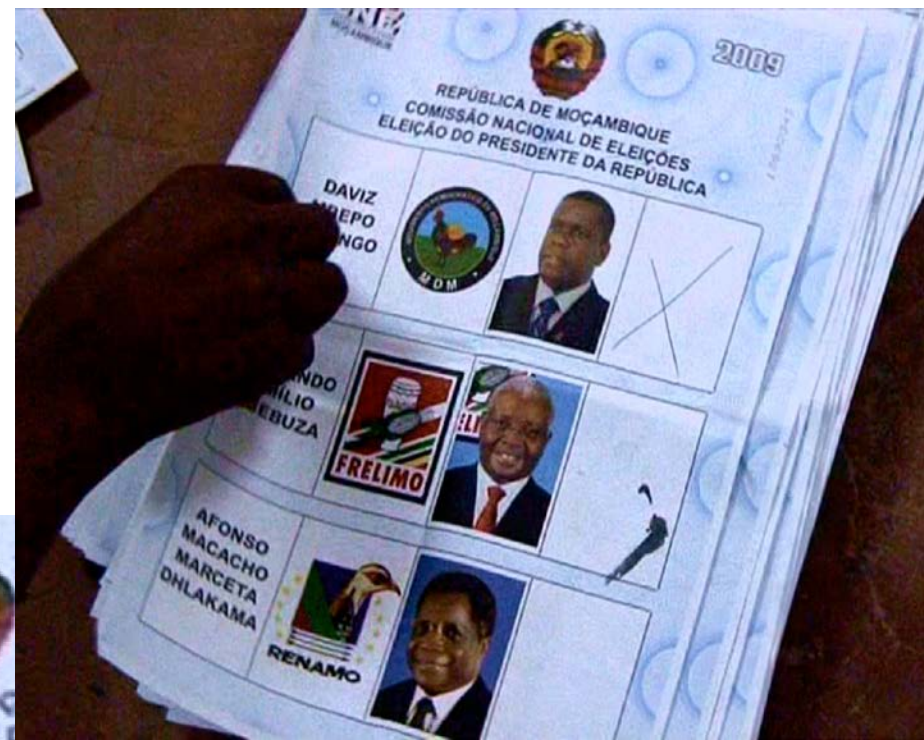 MOÇAMBIQUE
2009
REPÚBLICA DE MOÇAMBIQUE
COMISSÃO NACIONAL DE ELEIÇÕES
ELEIÇÃO DO PRESIDENTE DA REPÚBLICA
DAVIZ
MDM
FRELIMO
AFONSO
MACACHO
MARCETA
DHLAKAMA
RENAMO